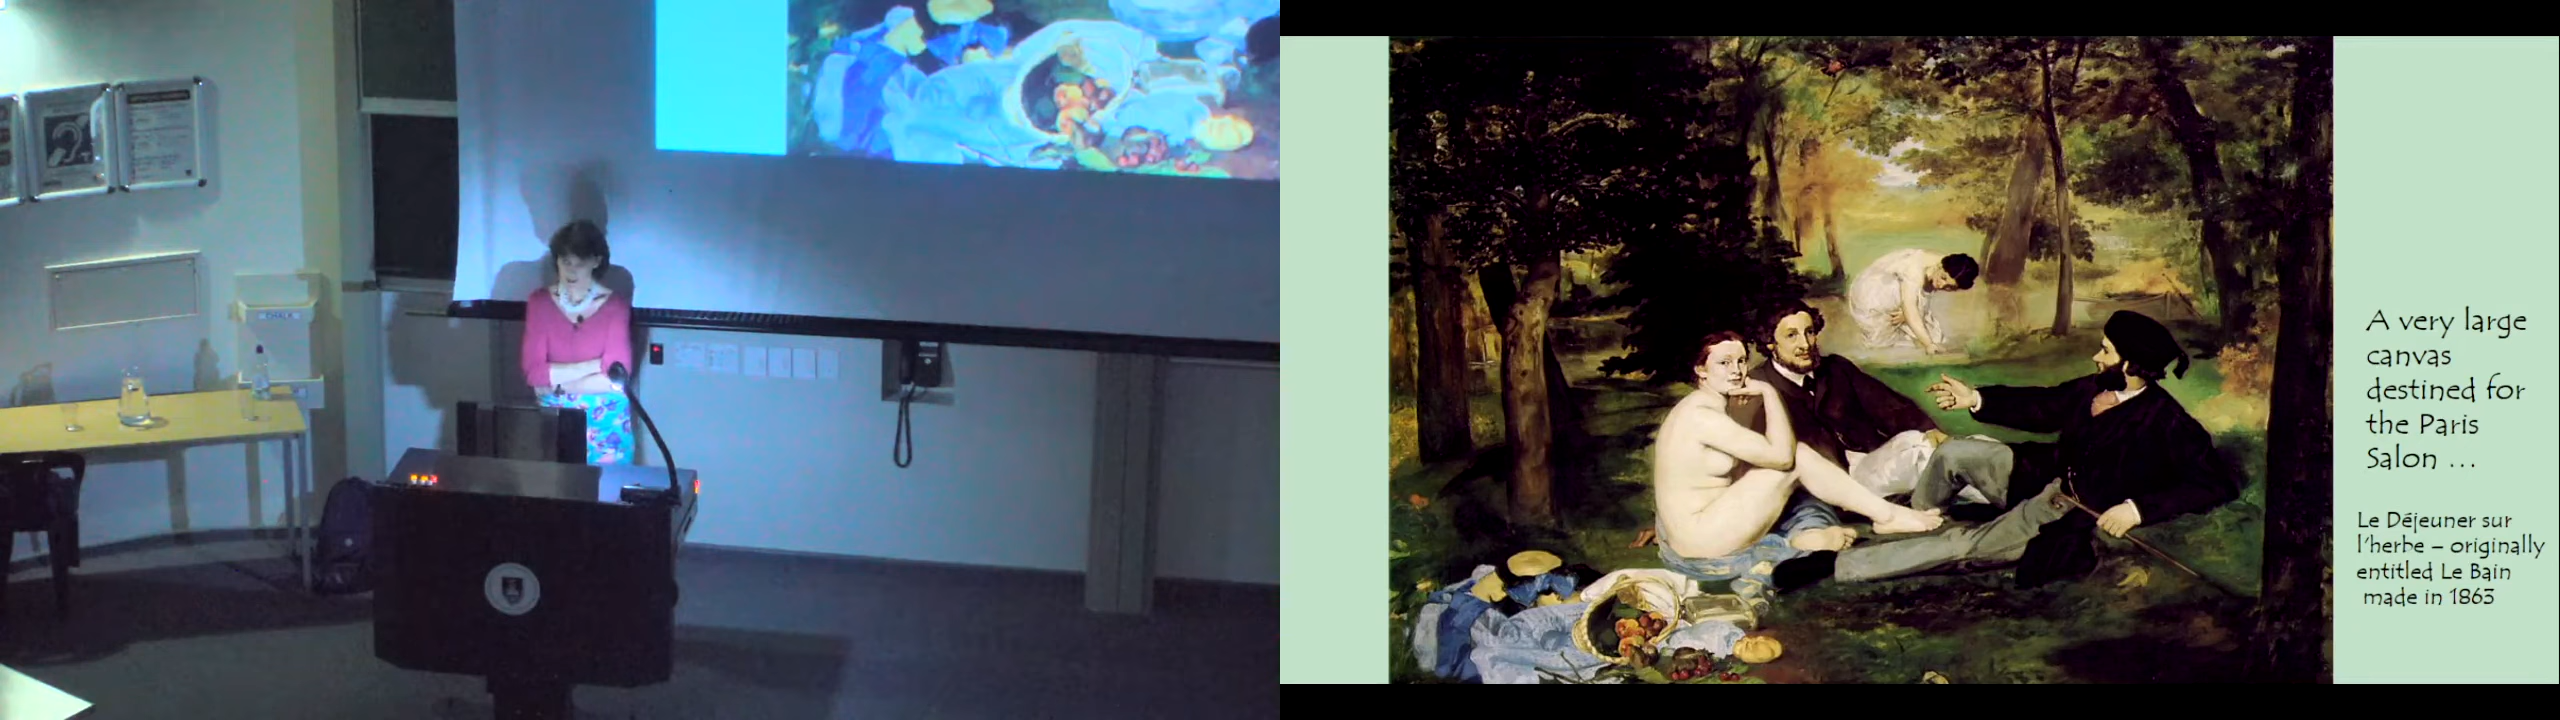 CHALK
A very large
canvas
destined for
the Paris
Salon ...
Le Déjeuner sur
l'herbe – originally
entitled Le Bain
made in 1863